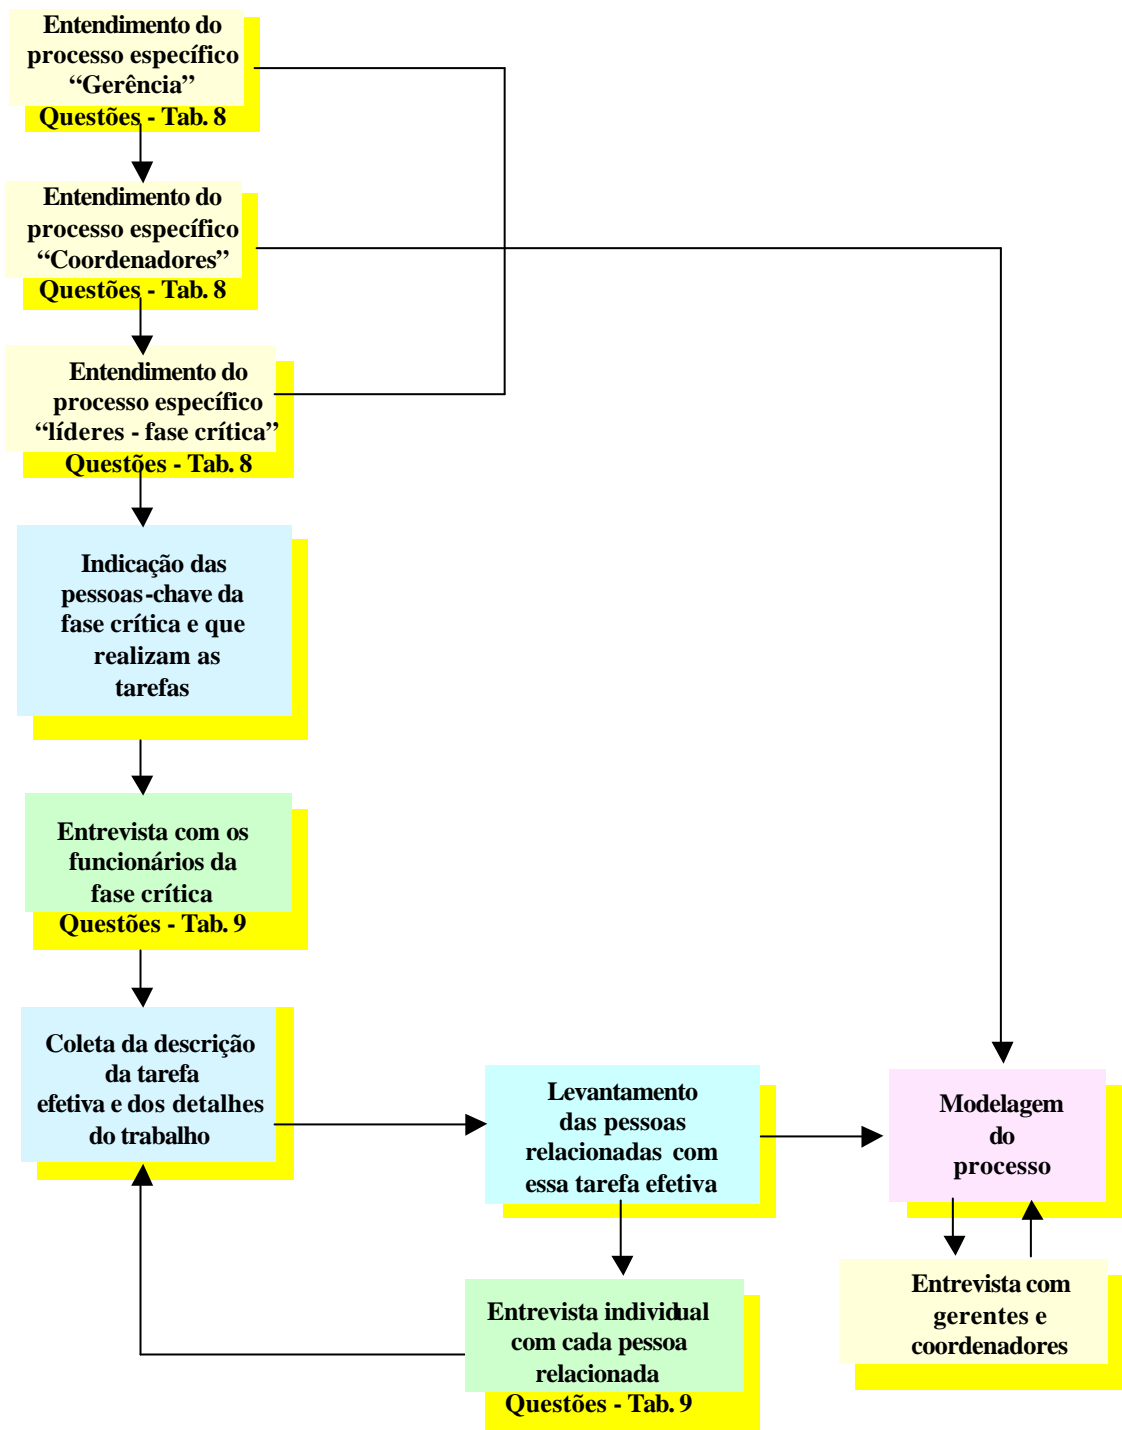 Entendimento do
processo específico
“Gerência”
Questões - Tab. 8
Entendimento do
processo específico
“Coordenadores”
Questões - Tab. 8
Entendimento do
processo específico
“líderes - fase crítica”
Questões - Tab. 8
Indicação das
pessoas-chave da
fase crítica e que
realizam as
tarefas
Entrevista com os
funcionários da
fase crítica
Questões - Tab. 9
Coleta da descrição
da tarefa
efetiva e dos detalhes
do trabalho
Levantamento
das pessoas
relacionadas com
essa tarefa efetiva
Modelagem
do
processo
Entrevista individual
com cada pessoa
relacionada
Questões - Tab. 9
Entrevista com
gerentes e
coordenadores